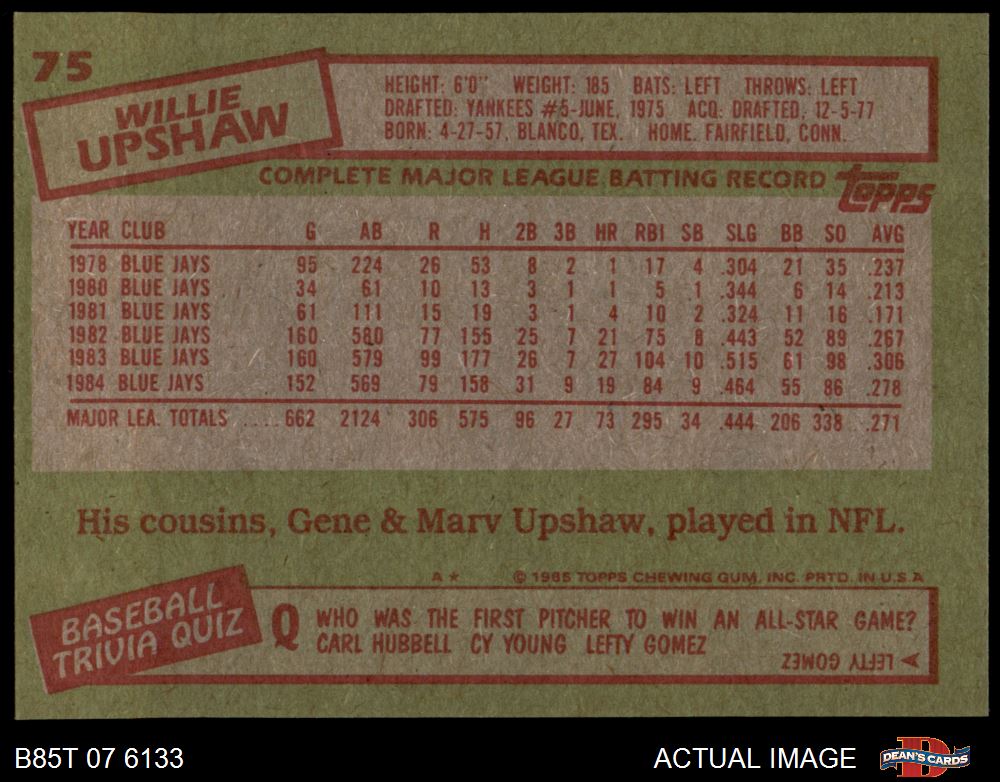 75
WILLIE
UPSHAW
HEIGHT: 6'0" WEIGHT: 185 BATS: LEFT THROWS: LEFT
DRAFTED: YANKEES #5-JUNE, 1975 ACQ: DRAFTED, 12-5-77
BORN: 4-27-57, BLANCO, TEX. HOME. FAIRFIELD, CONN.
COMPLETE MAJOR LEAGUE BATTING RECORD topps
YEAR CLUB G AB R H 2B 3B HR RBI SB SLG BB SO AVG
1978 BLUE JAYS 95 224 26 53 8 2 1 17 4 .304 21 35 .237
1980 BLUE JAYS 34 61 10 13 3 1 1 5 1 .344 6 14 .213
1981 BLUE JAYS 61 111 15 19 3 1 4 10 2 .324 11 16 .171
1982 BLUE JAYS 160 580 77 155 25 7 21 75 8 .443 52 89 .267
1983 BLUE JAYS 160 579 99 177 26 7 27 104 10 .515 61 98 .306
1984 BLUE JAYS 152 569 79 158 31 9 19 84 9 .464 55 86 .278
MAJOR LEA. TOTALS .... 662 2124 306 575 96 27 73 295 34 .444 206 338 .271
His cousins, Gene & Marv Upshaw, played in NFL.
A* © 1985 TOPPS CHEWING GUM, INC. PRTD. IN U.S.A
BASEBALL
TRIVIA QUIZ
Q WHO WAS THE FIRST PITCHER TO WIN AN ALL-STAR GAME?
CARL HUBBELL CY YOUNG LEFTY GOMEZ
LEFTY GOMEZ
B85T 07 6133 ACTUAL IMAGE DEAN'S CARDS